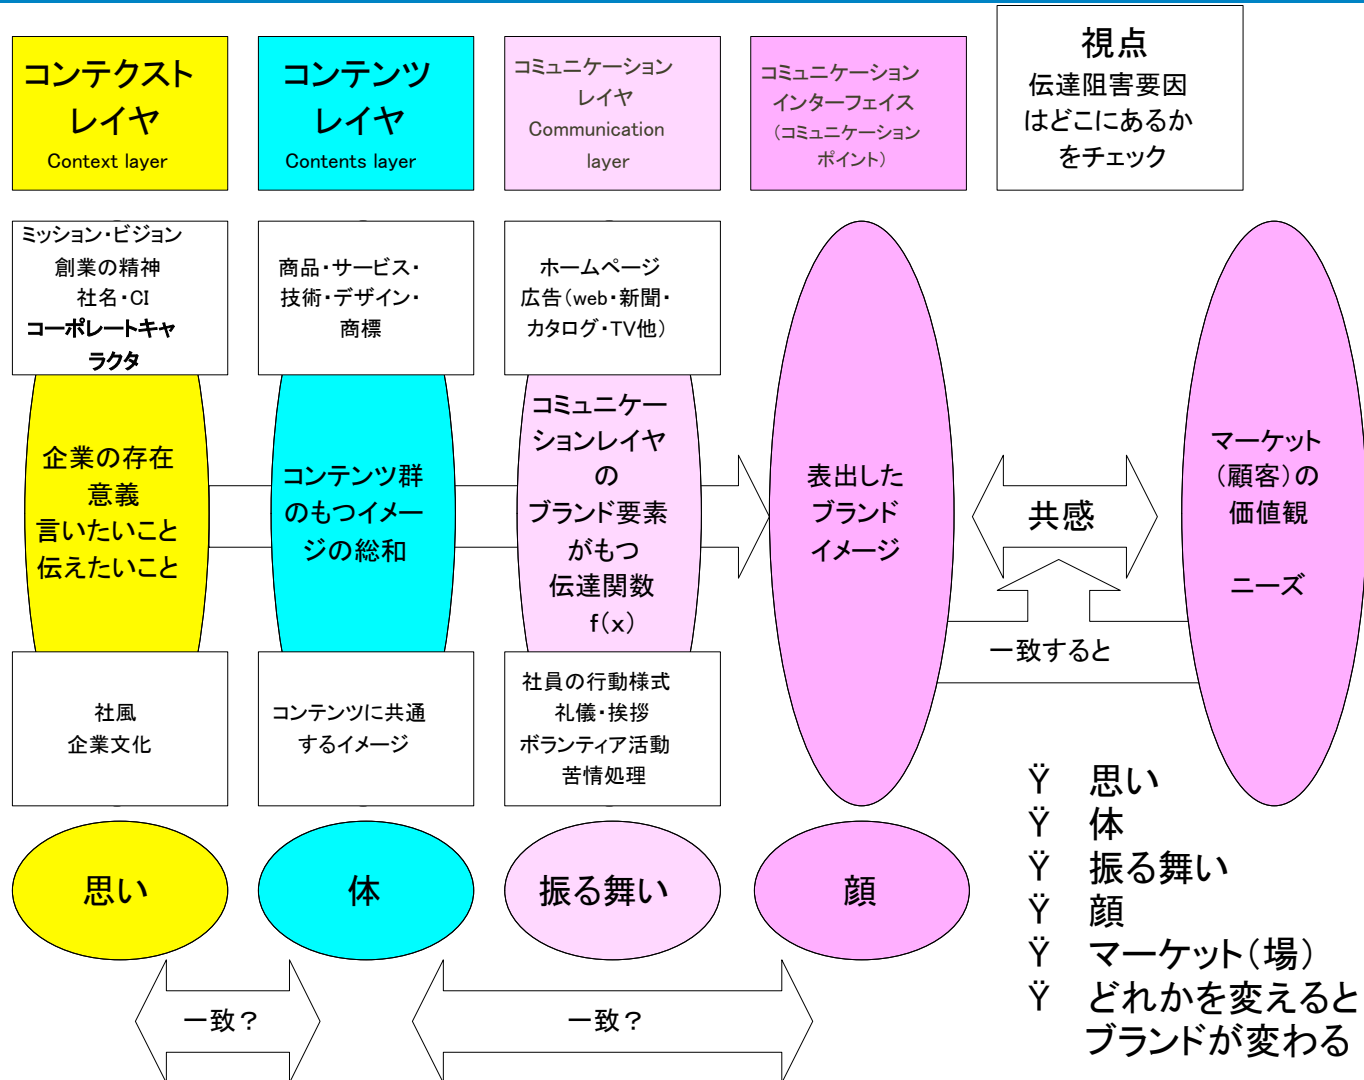 コンテクスト
レイヤ
Context layer
コンテンツ
レイヤ
Contents layer
コミュニケーション
レイヤ
Communication
layer
コミュニケーション
インターフェイス
（コミュニケーション
ポイント）
視点
伝達阻害要因
はどこにあるか
をチェック
ミッション・ビジョン
創業の精神
社名・CI
コーポレートキャ
ラクタ
商品・サービス・
技術・デザイン・
商標
ホームページ
広告（web・新聞・
カタログ・TV他）
企業の存在
意義
言いたいこと
伝えたいこと
コンテンツ群
のもつイメー
ジの総和
コミュニケー
ションレイヤ
の
ブランド要素
がもつ
伝達関数
f（x）
表出した
ブランド
イメージ
共感
マーケット
（顧客）の
価値観
ニーズ
一致すると
社風
企業文化
コンテンツに共通
するイメージ
社員の行動様式
礼儀・挨拶
ボランティア活動
苦情処理
思い
体
振る舞い
顔
一致？
一致？
Ÿ 思い
Ÿ 体
Ÿ 振る舞い
Ÿ 顔
Ÿ マーケット（場）
Ÿ どれかを変えると
ブランドが変わる